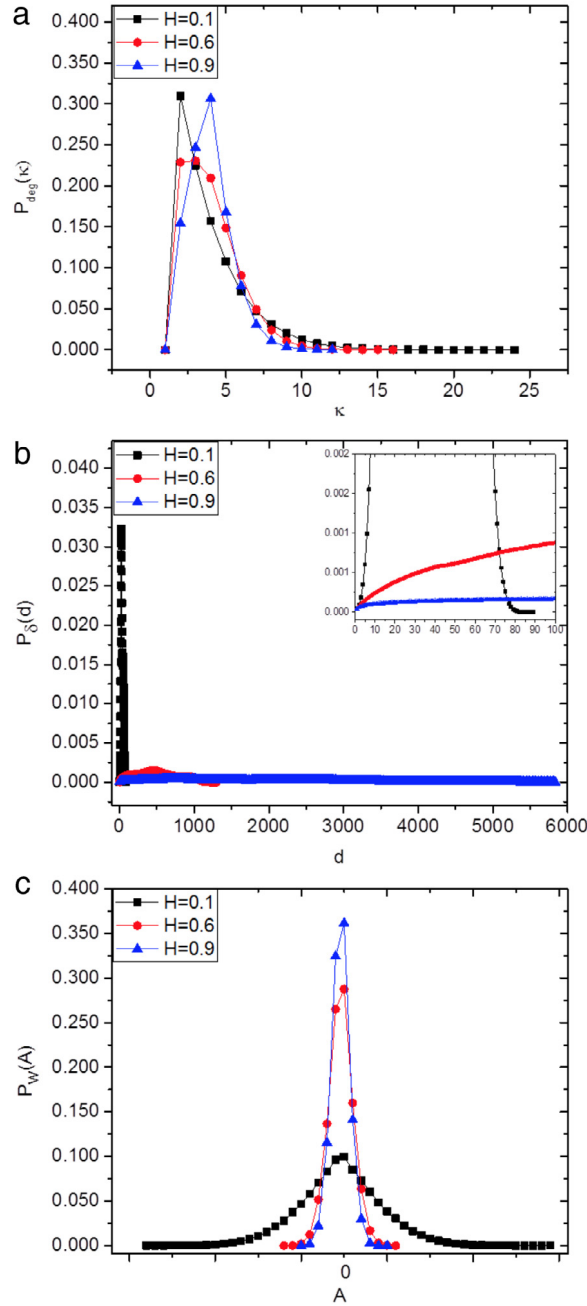 a
0.400
0.350
0.300
0.250
0.200
0.150
0.100
0.050
0.000
P_deg(κ)
H=0.1
H=0.6
H=0.9
0 5 10 15 20 25
κ
b
0.040
0.035
0.030
0.025
0.020
0.015
0.010
0.005
0.000
P_δ(d)
H=0.1
H=0.6
H=0.9
0.002
0.002
0.001
0.001
0.000
0 10 20 30 40 50 60 70 80 90 100
0 1000 2000 3000 4000 5000 6000
d
c
0.400
0.350
0.300
0.250
0.200
0.150
0.100
0.050
0.000
P_W(A)
H=0.1
H=0.6
H=0.9
0
A